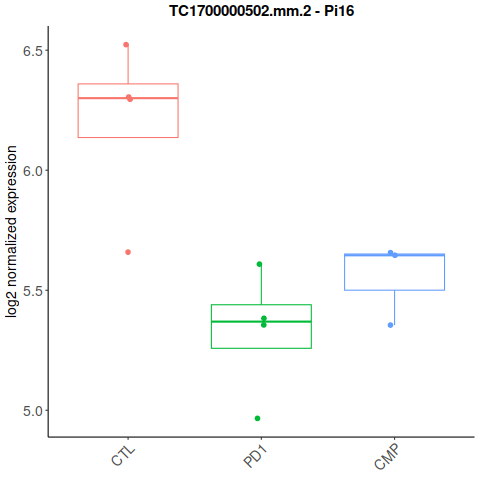 TC1700000502.mm.2 - Pi16
log2 normalized expression
6.5
6.0
5.5
5.0
CTL
PD1
CMP